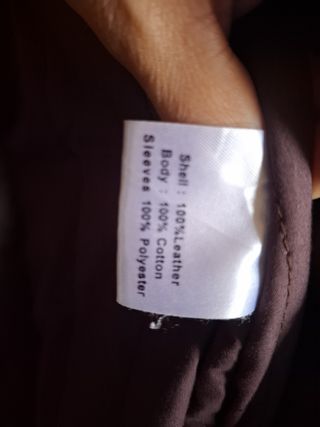 Shell : 100%Leather
Body : 100% Cotton
Sleeves 100% Polyester